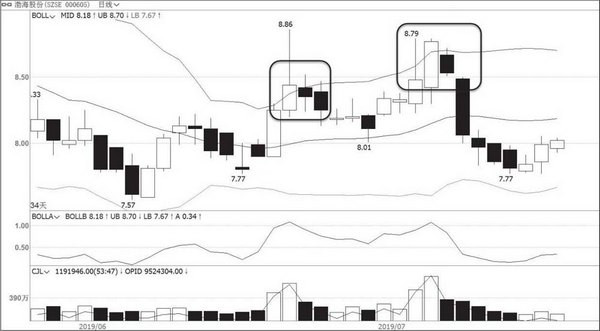 渤海股份(SZSE 000605) 日线
BOLL MID 8.18↑ UB 8.70↓ LB 7.67↑
8.86
8.79
8.50
.33
8.01
8.00
7.77
7.77
7.57
34天
BOLLA BOLLB 8.18↑ UB 8.70↓ LB 7.67↑ A 0.34↑
1.00
0.50
CJL 1191946.00(53:47)↓ OPID 9524304.00↓
390万
2019/06 2019/07